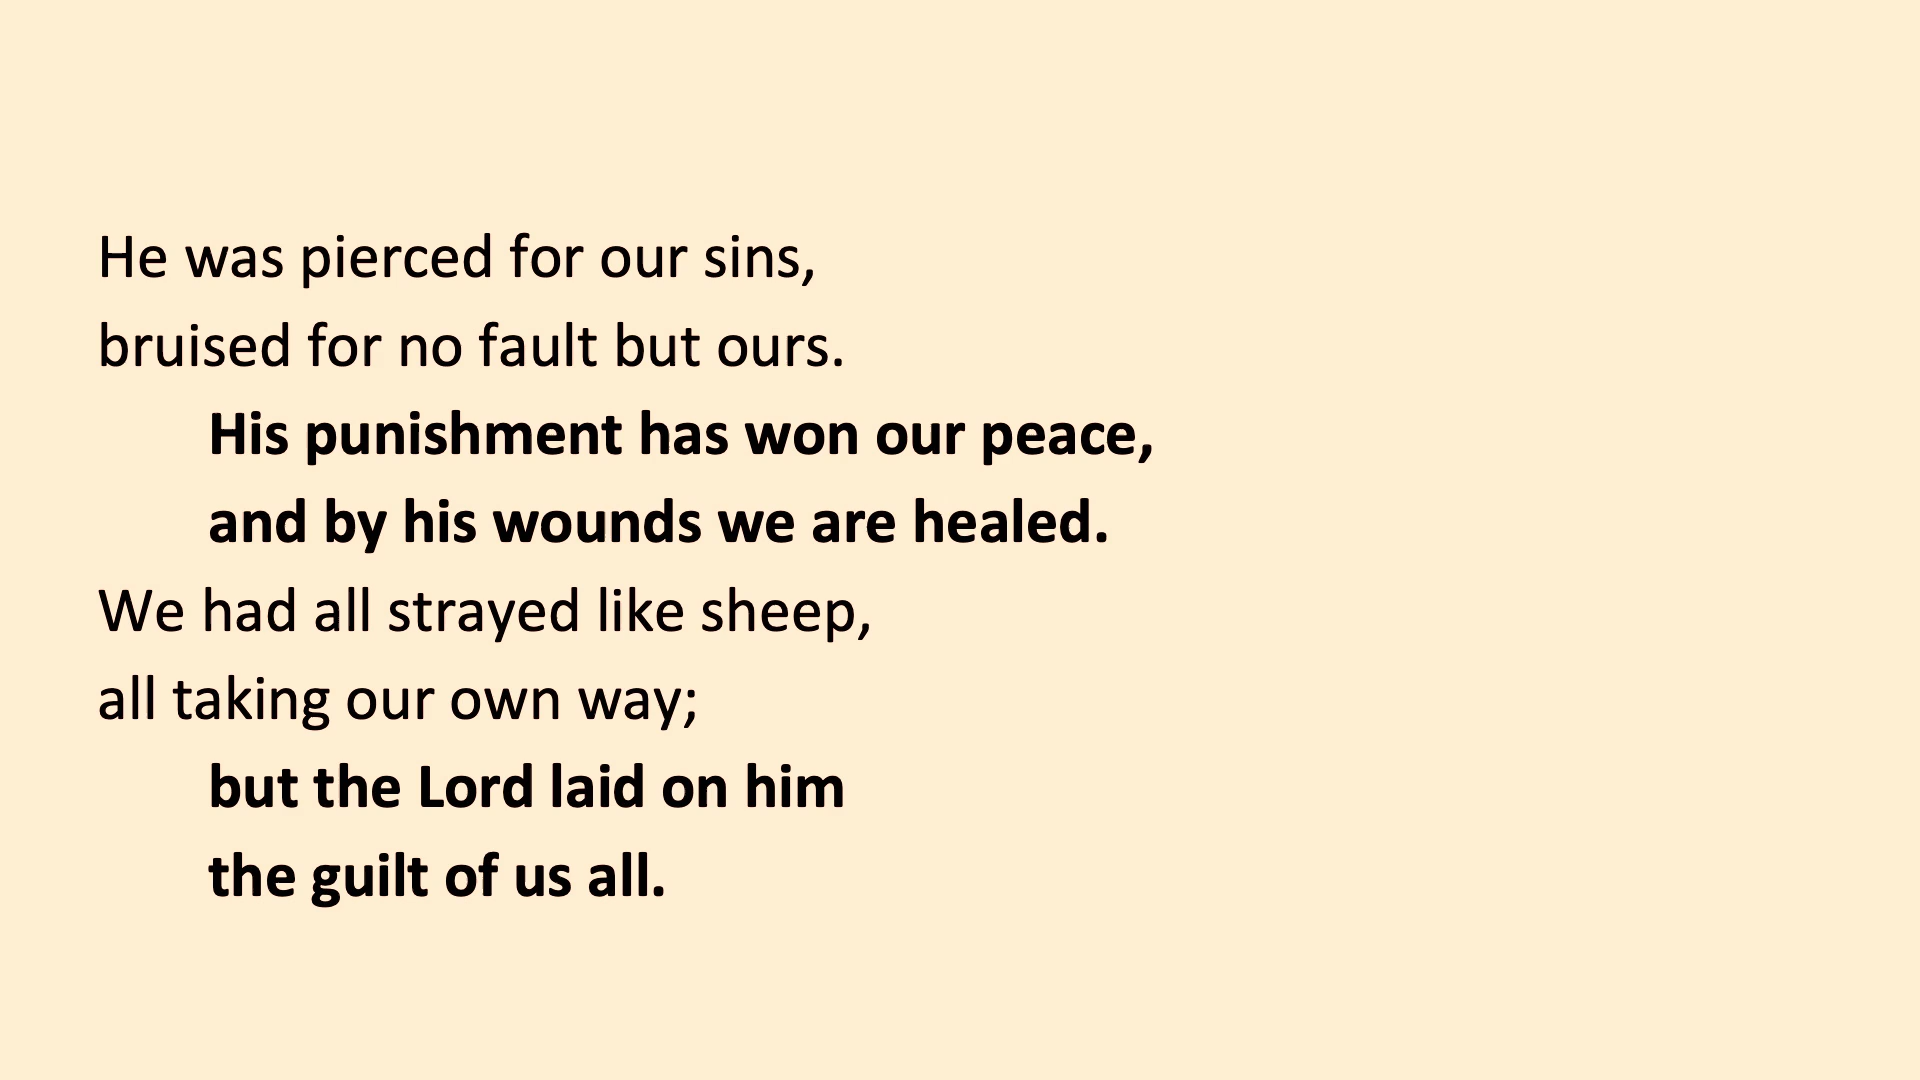 He was pierced for our sins,
bruised for no fault but ours.
His punishment has won our peace,
and by his wounds we are healed.
We had all strayed like sheep,
all taking our own way;
but the Lord laid on him
the guilt of us all.